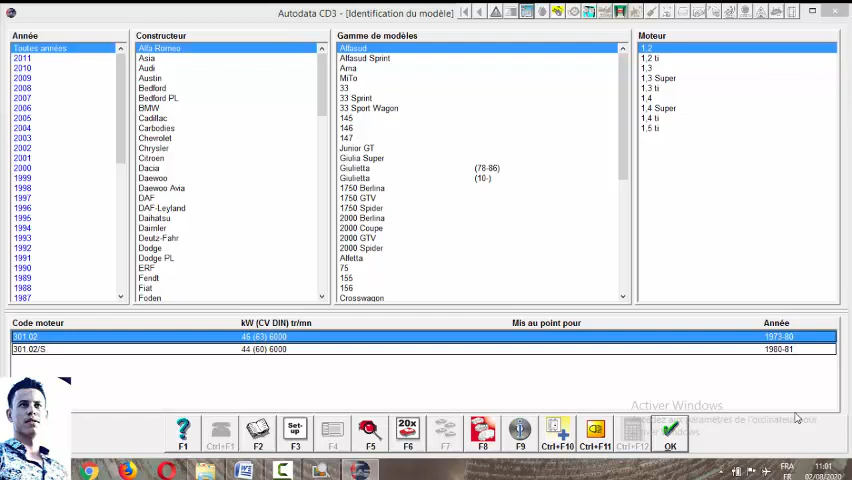 Autodata CD3 - [Identification du modèle]
Année
Constructeur
Gamme de modèles
Moteur
Toutes années
2011
2010
2009
2008
2007
2006
2005
2004
2003
2002
2001
2000
1999
1998
1997
1996
1995
1994
1993
1992
1991
1990
1989
1988
1987
Alfa Romeo
Asia
Audi
Austin
Bedford
Bedford PL
BMW
Cadillac
Carbodies
Chevrolet
Chrysler
Citroen
Dacia
Daewoo
Daewoo Avia
DAF
DAF-Leyland
Daihatsu
Daimler
Deutz-Fahr
Dodge
Dodge PL
ERF
Fendt
Fiat
Foden
Alfasud
Alfasud Sprint
Arna
MiTo
33
33 Sprint
33 Sport Wagon
145
146
147
Junior GT
Giulia Super
Giulietta (78-86)
Giulietta (10-)
1750 Berlina
1750 GTV
1750 Spider
2000 Berlina
2000 Coupe
2000 GTV
2000 Spider
Alfetta
75
155
156
Crosswagon
1,2
1,2 ti
1,3
1,3 Super
1,3 ti
1,4
1,4 Super
1,4 ti
1,5 ti
Code moteur kW (CV DIN) tr/mn Mis au point pour Année
301.02 46 (63) 6000 1973-80
301.02/S 44 (60) 6000 1980-81
Activer Windows
paramètres de l'ordinateur pour
Windows.
Set-up
20x
F1
Ctrl+F1
F2
F3
F4
F5
F6
F7
F8
F9
Ctrl+F10
Ctrl+F11
Ctrl+F12
OK
FRA
FR
11:01
02/08/2020